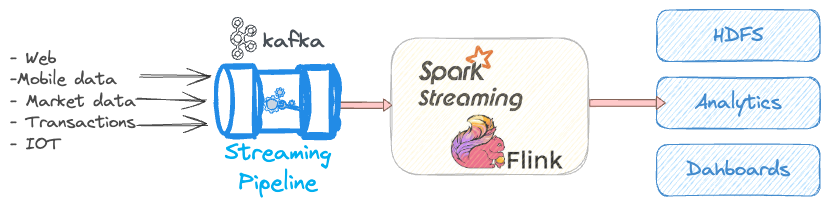 kafka
- Web
-Mobile data
- Market data
- Transactions
- IOT
Streaming
Pipeline
Spark
Streaming
Flink
HDFS
Analytics
Dahboards